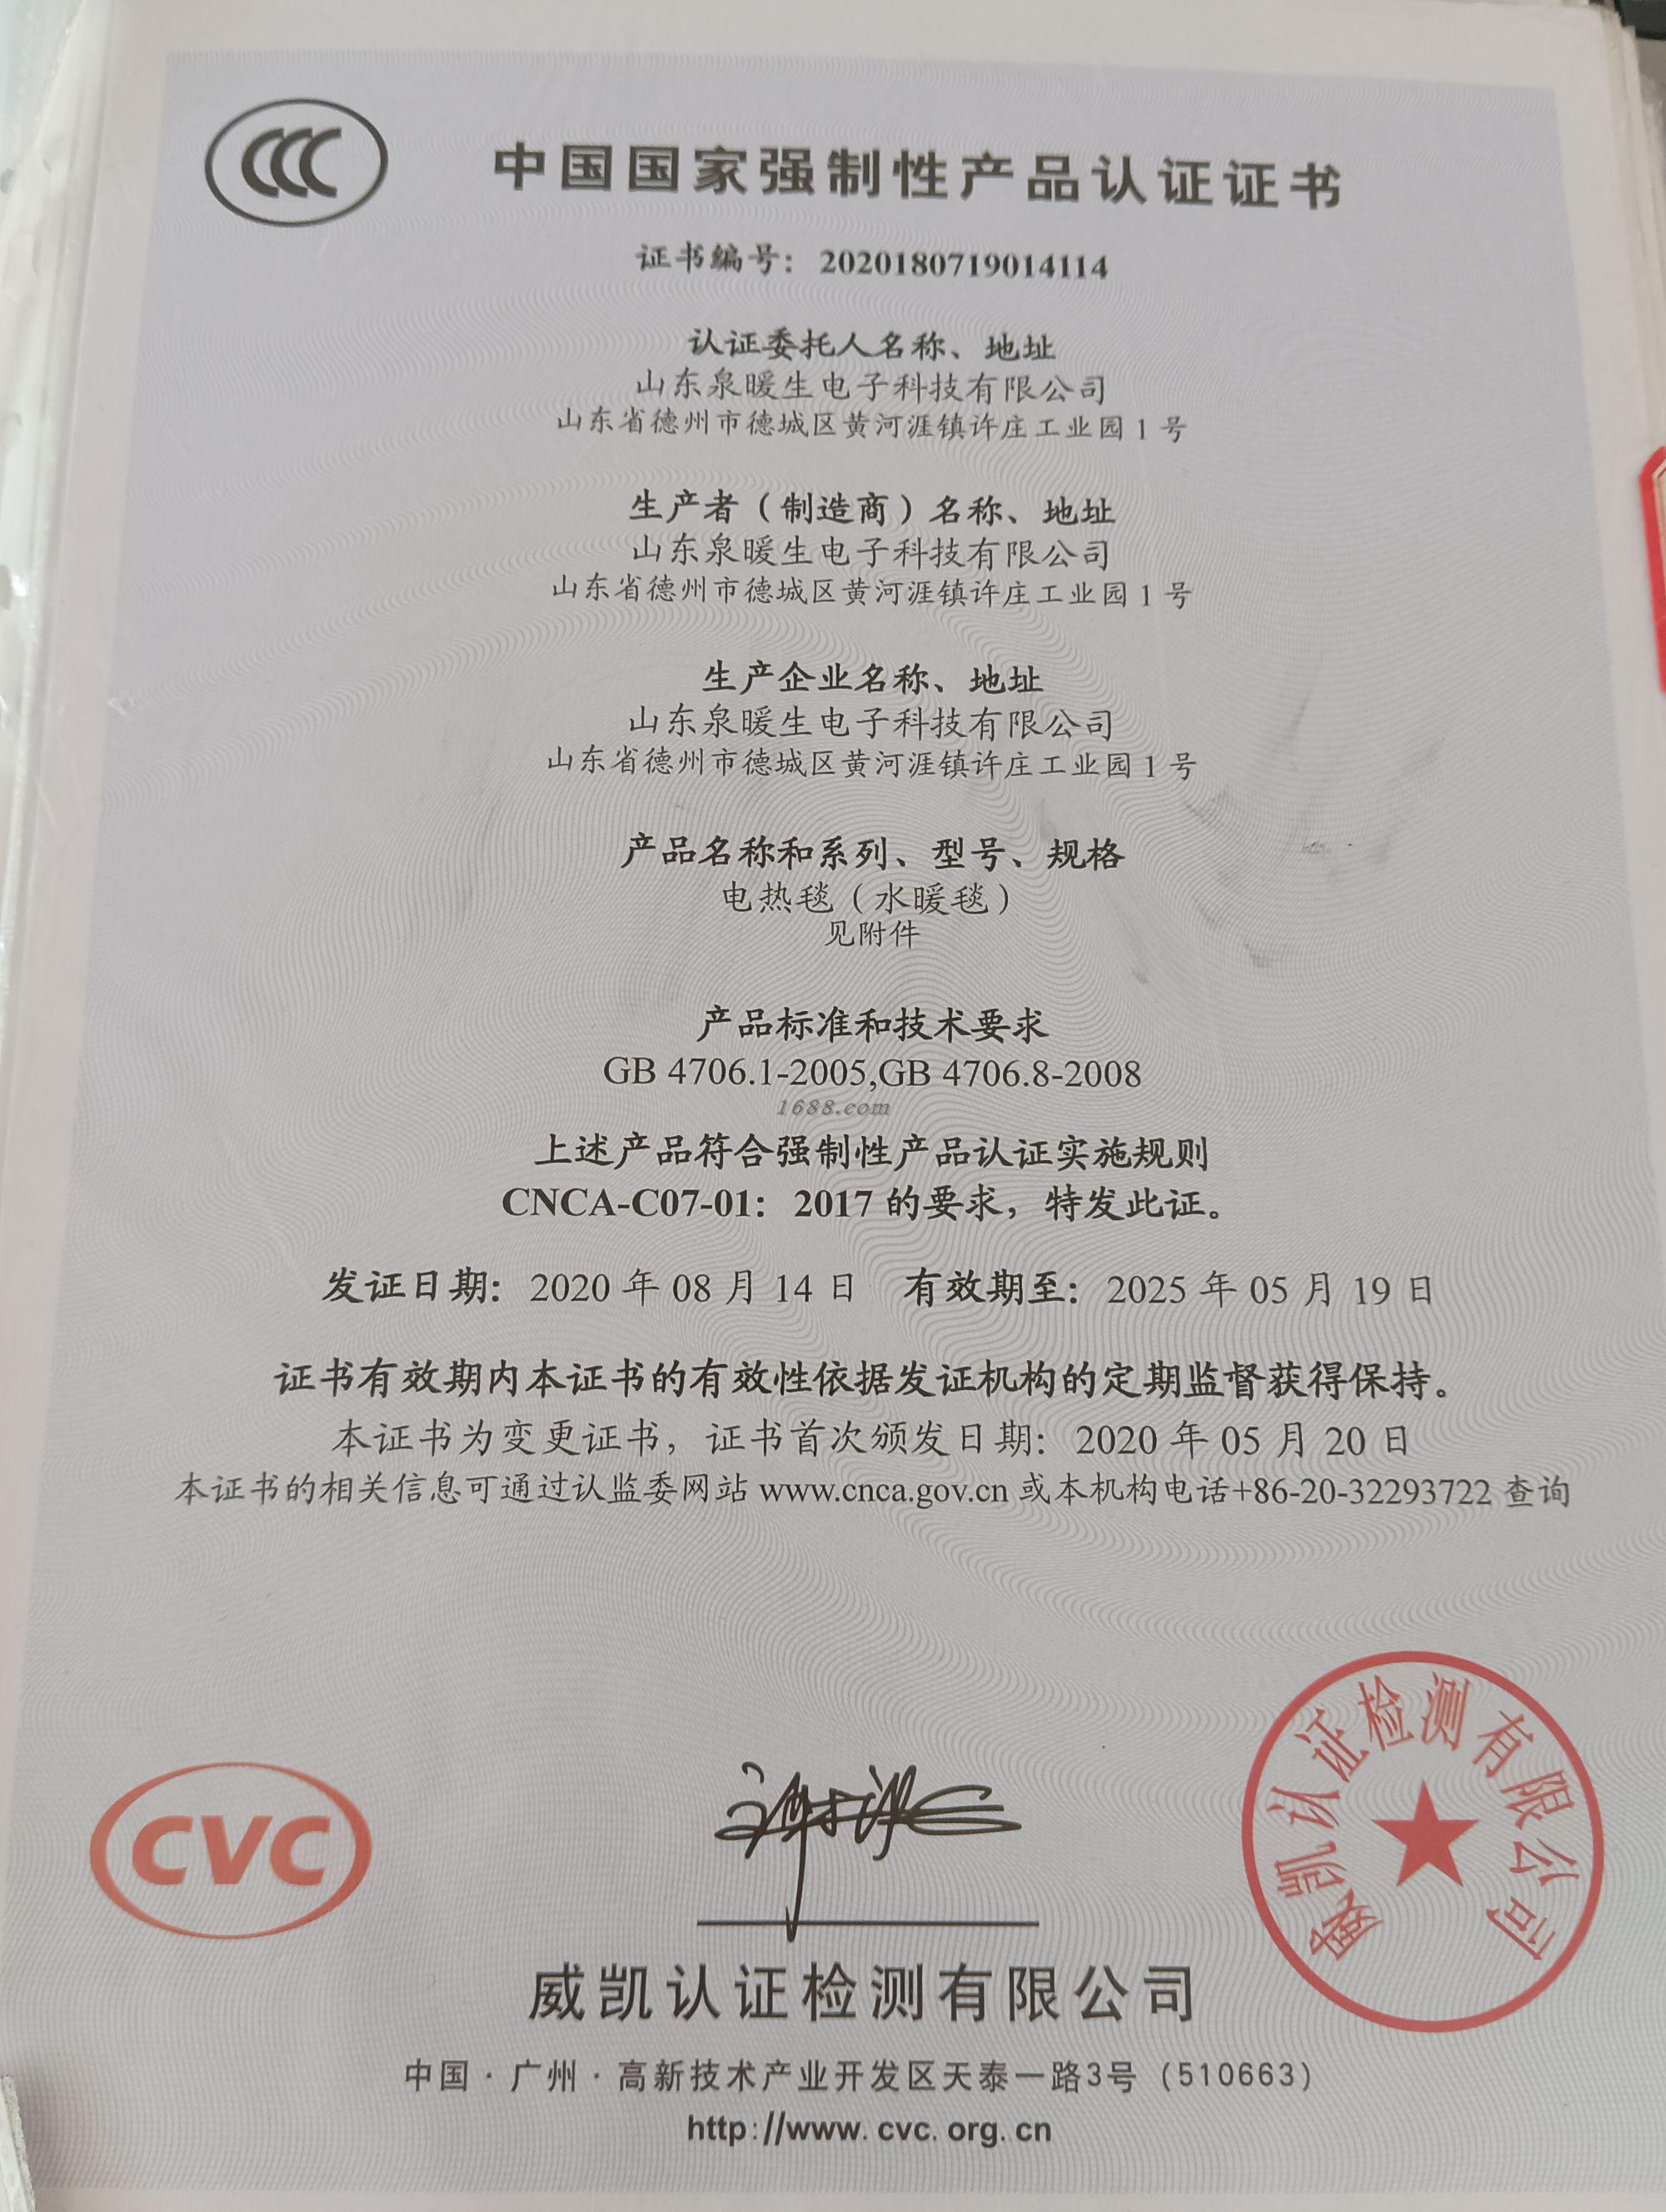 CCC
中国国家强制性产品认证证书
证书编号：2020180719014114
认证委托人名称、地址
山东泉暖生电子科技有限公司
山东省德州市德城区黄河涯镇许庄工业园1号
生产者（制造商）名称、地址
山东泉暖生电子科技有限公司
山东省德州市德城区黄河涯镇许庄工业园1号
生产企业名称、地址
山东泉暖生电子科技有限公司
山东省德州市德城区黄河涯镇许庄工业园1号
产品名称和系列、型号、规格
电热毯（水暖毯）
见附件
产品标准和技术要求
GB 4706.1-2005,GB 4706.8-2008
1688.com
上述产品符合强制性产品认证实施规则
CNCA-C07-01：2017 的要求，特发此证。
发证日期：2020 年 08 月 14 日 有效期至：2025 年 05 月 19 日
证书有效期内本证书的有效性依据发证机构的定期监督获得保持。
本证书为变更证书，证书首次颁发日期：2020 年 05 月 20 日
本证书的相关信息可通过认监委网站 www.cnca.gov.cn 或本机构电话+86-20-32293722 查询
CVC
威凯认证检测有限公司
威凯认证检测有限公司
中国·广州·高新技术产业开发区天泰一路3号（510663）
http://www.cvc.org.cn